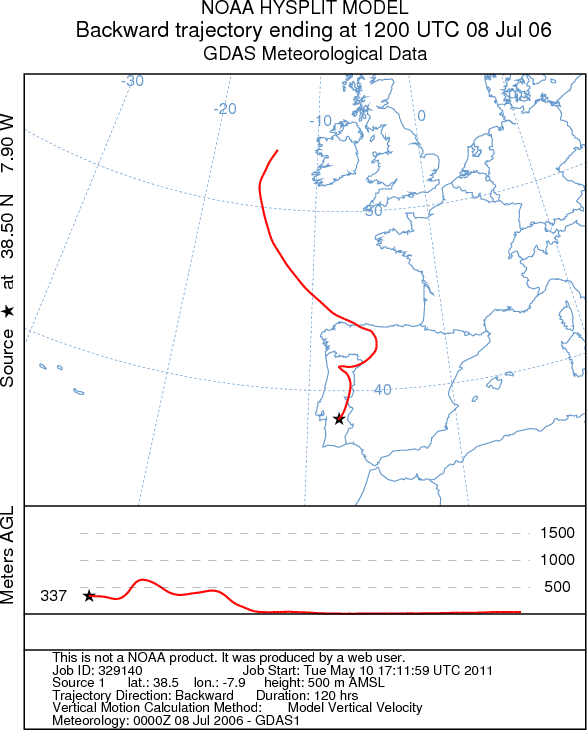 NOAA HYSPLIT MODEL
Backward trajectory ending at 1200 UTC 08 Jul 06
GDAS Meteorological Data
Source ★ at 38.50 N 7.90 W
-30
-20
-10
0
50
40
Meters AGL
1500
1000
500
337
This is not a NOAA product. It was produced by a web user.
Job ID: 329140 Job Start: Tue May 10 17:11:59 UTC 2011
Source 1 lat.: 38.5 lon.: -7.9 height: 500 m AMSL
Trajectory Direction: Backward Duration: 120 hrs
Vertical Motion Calculation Method: Model Vertical Velocity
Meteorology: 0000Z 08 Jul 2006 - GDAS1